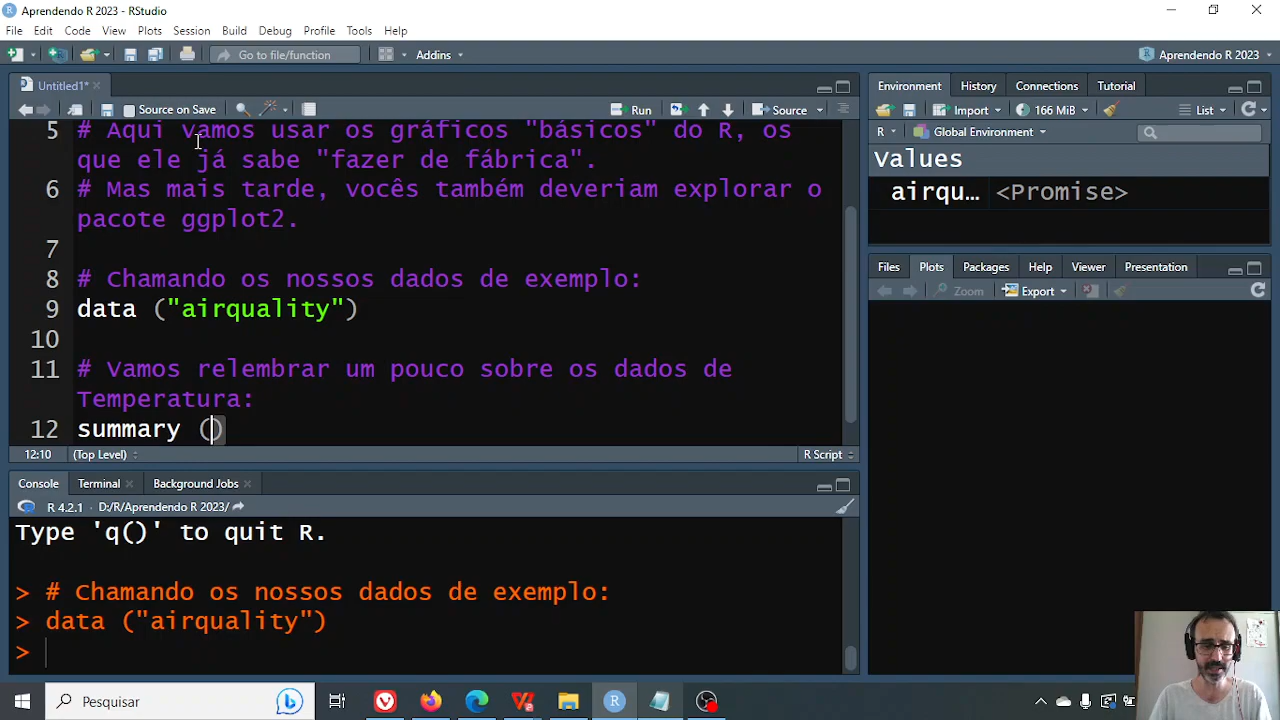 Aprendendo R 2023 - RStudio
File Edit Code View Plots Session Build Debug Profile Tools Help
Go to file/function Addins Aprendendo R 2023
Untitled1*
Source on Save Run Source
5 # Aqui vamos usar os gráficos "básicos" do R, os
que ele já sabe "fazer de fábrica".
6 # Mas mais tarde, vocês também deveriam explorar o
pacote ggplot2.
7
8 # Chamando os nossos dados de exemplo:
9 data ("airquality")
10
11 # Vamos relembrar um pouco sobre os dados de
Temperatura:
12 summary ()
12:10 (Top Level) R Script
Console Terminal Background Jobs
R 4.2.1 · D:/R/Aprendendo R 2023/
Type 'q()' to quit R.
> # Chamando os nossos dados de exemplo:
> data ("airquality")
>
Environment History Connections Tutorial
Import 166 MiB List
R Global Environment
Values
airqu… <Promise>
Files Plots Packages Help Viewer Presentation
Zoom Export
Pesquisar